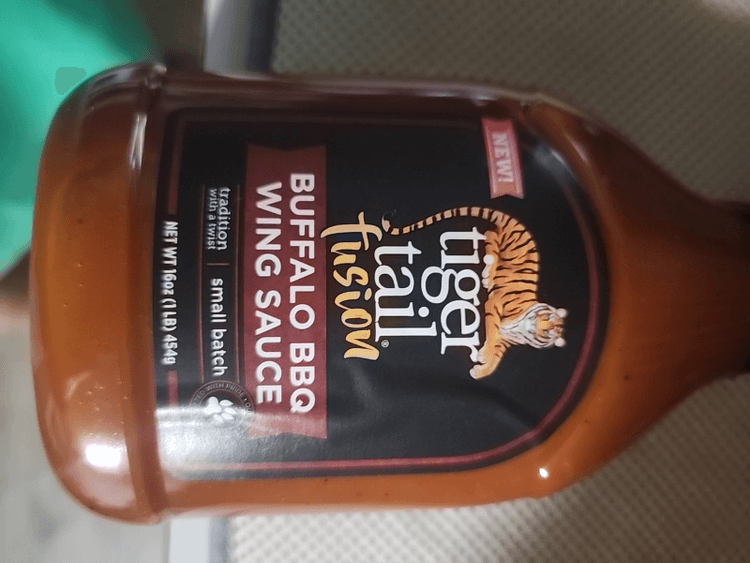 NEW!
tiger
tail®
fusion
BUFFALO BBQ
WING SAUCE
tradition
with a twist
small batch
NET WT 16oz (1 LB) 454g